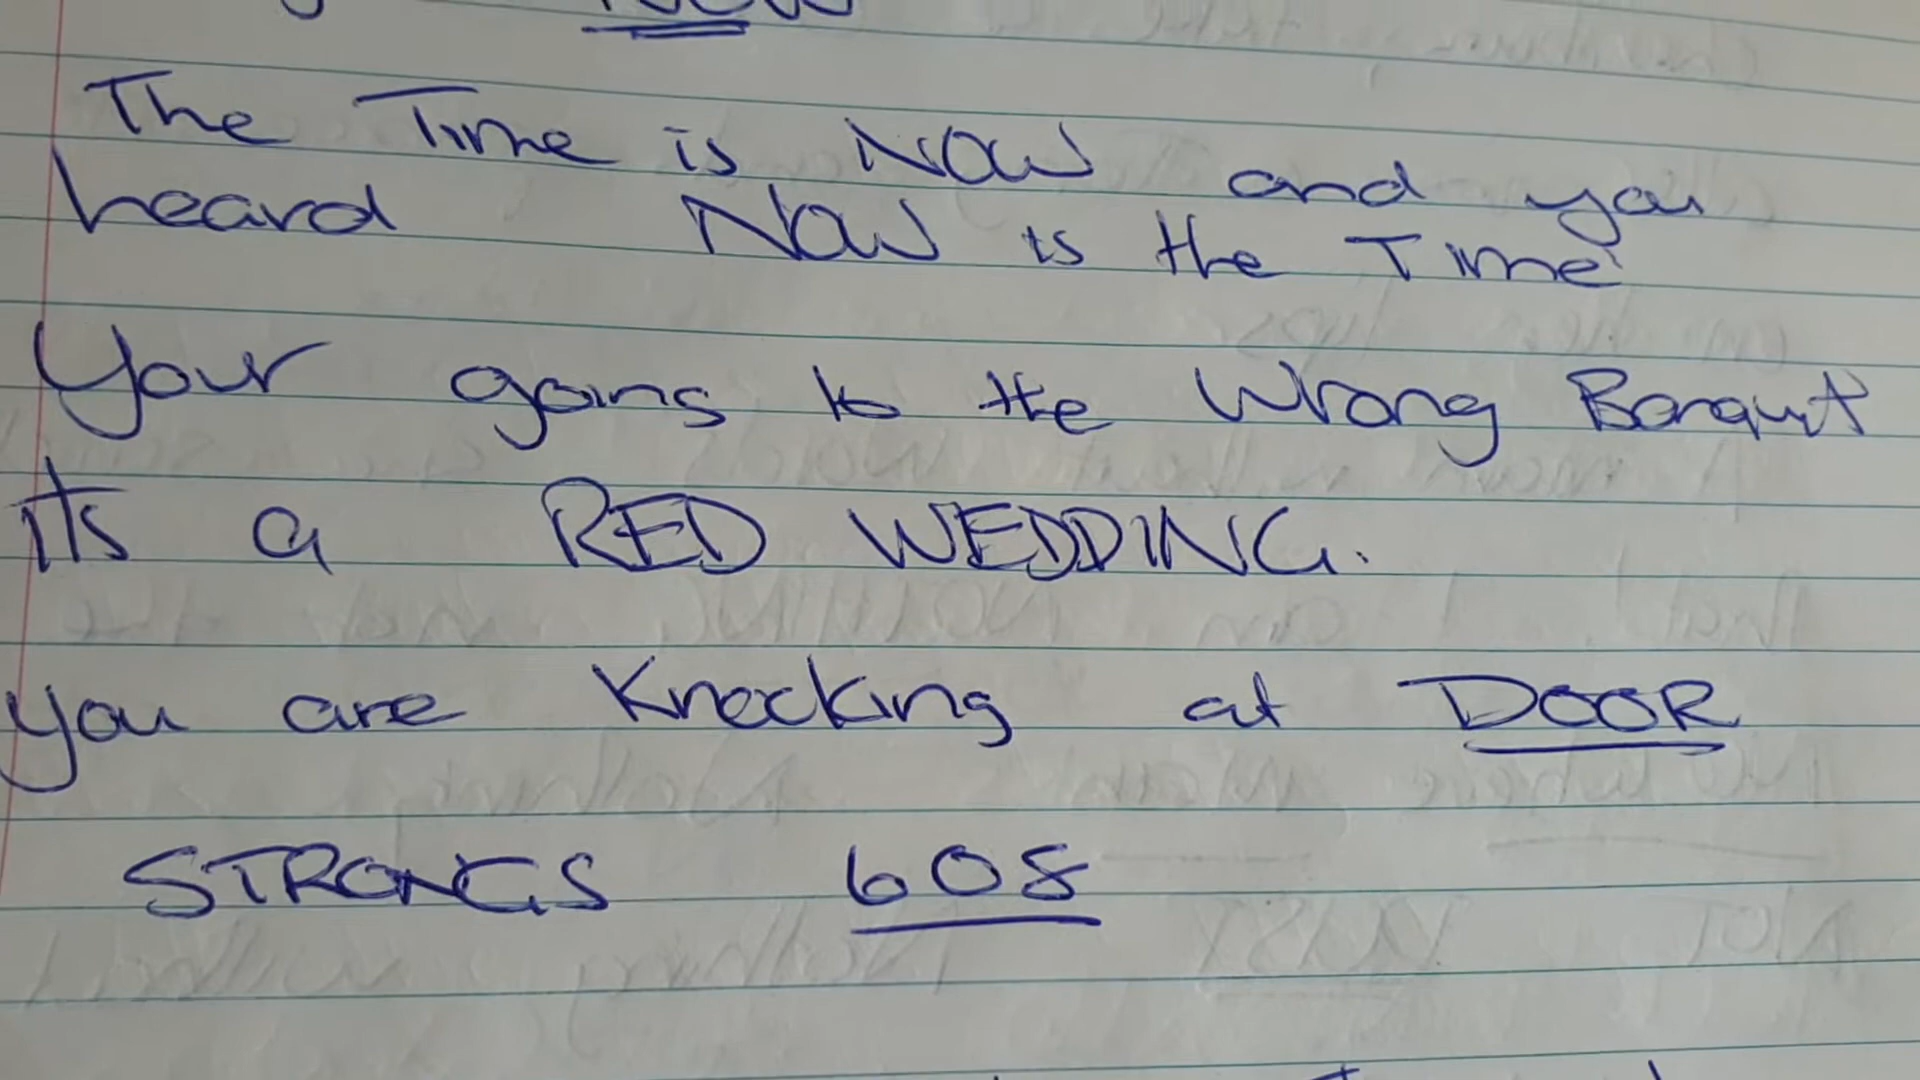 The Time is NOW and you
heard NOW is the Time
Your going to the Wrong Banqut
its a RED WEDDING.
you are Knocking at DOOR
STRONGS 608